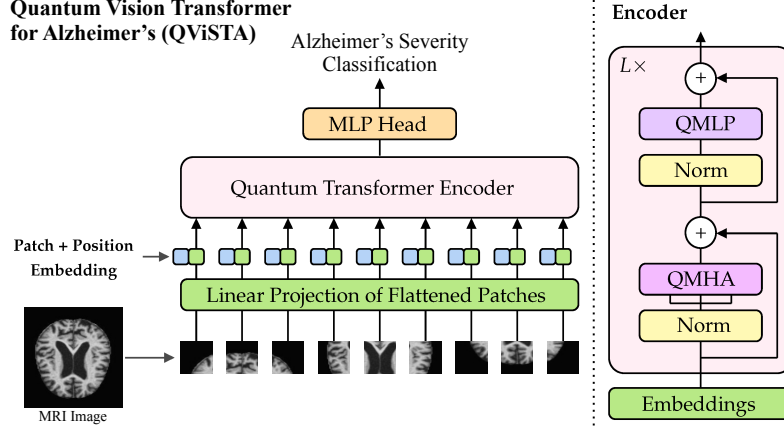 Quantum Vision Transformer
for Alzheimer's (QViSTA)
Alzheimer's Severity
Classification
MLP Head
Quantum Transformer Encoder
Patch + Position
Embedding
Linear Projection of Flattened Patches
MRI Image
Encoder
L×
+
QMLP
Norm
+
QMHA
Norm
Embeddings